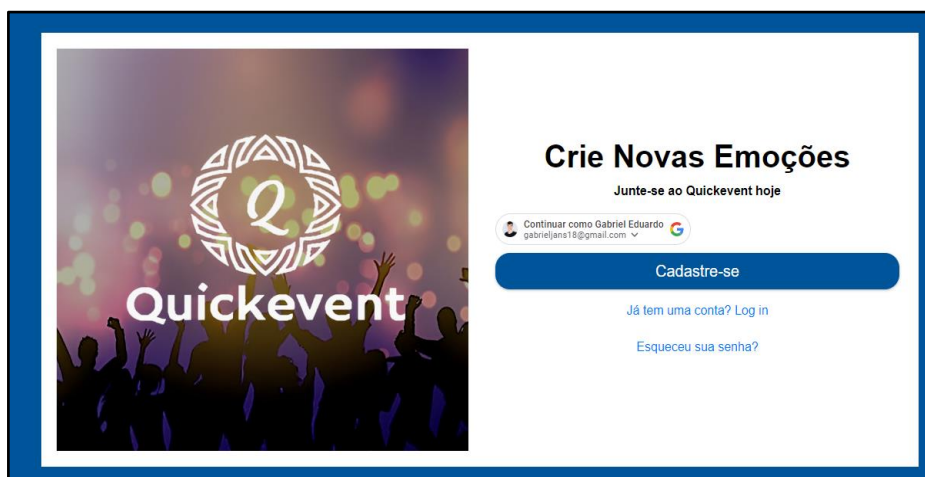 Q
Quickevent
Crie Novas Emoções
Junte-se ao Quickevent hoje
Continuar como Gabriel Eduardo
gabrieljans18@gmail.com
Cadastre-se
Já tem uma conta? Log in
Esqueceu sua senha?